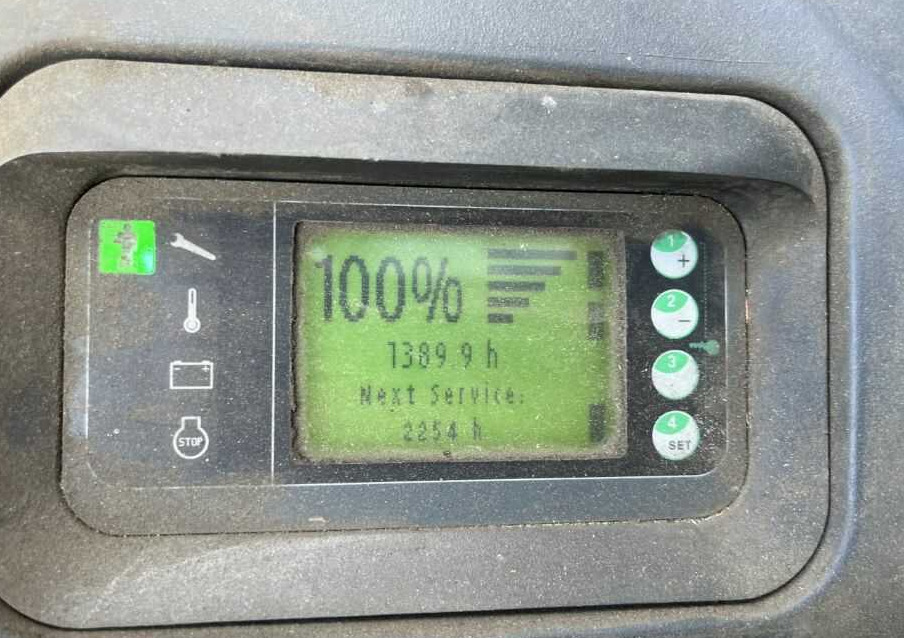 100%
1389.9 h
Next Service:
2254 h
STOP
1
+
2
−
3
4
SET
- +